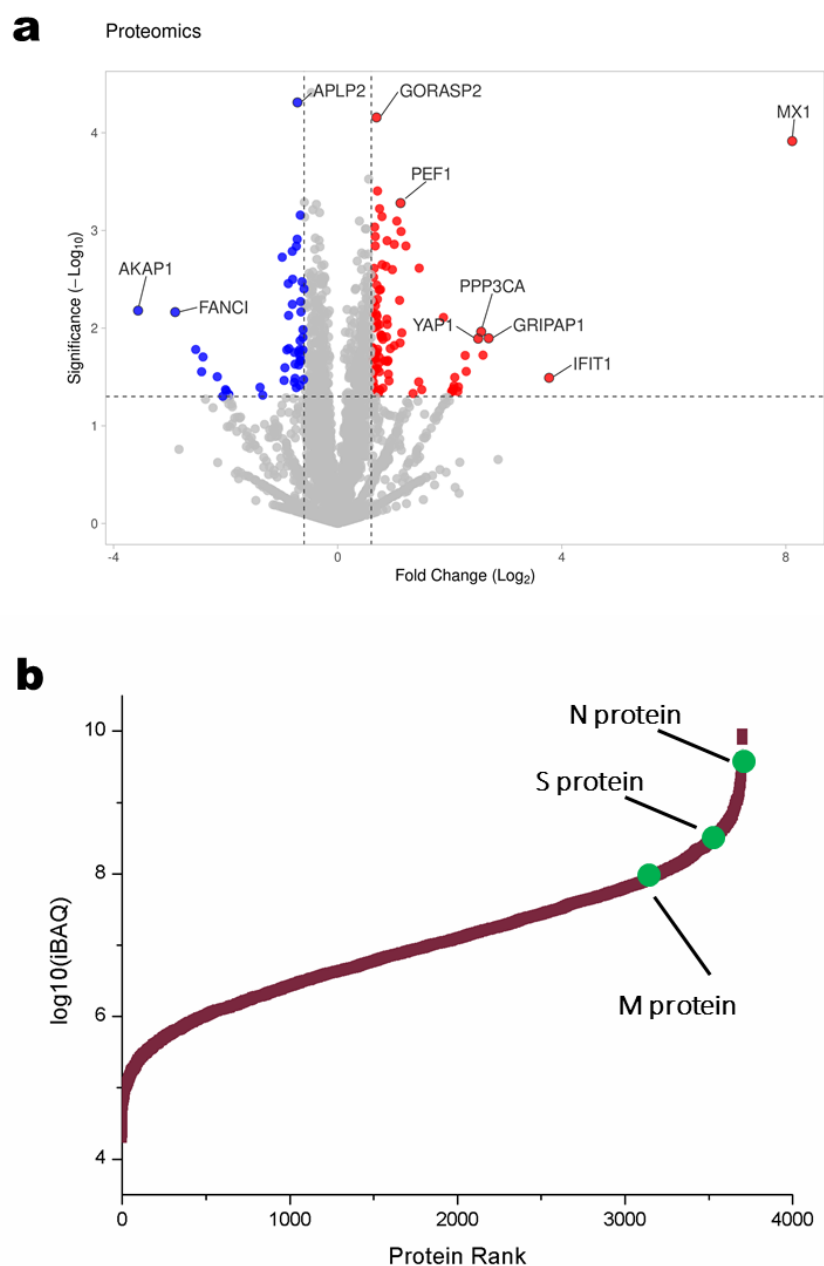 a
Proteomics
APLP2
GORASP2
MX1
PEF1
AKAP1
FANCI
PPP3CA
YAP1
GRIPAP1
IFIT1
4
3
2
1
0
Significance (−Log10)
-4
0
4
8
Fold Change (Log2)
b
N protein
S protein
M protein
10
8
6
4
log10(iBAQ)
0
1000
2000
3000
4000
Protein Rank